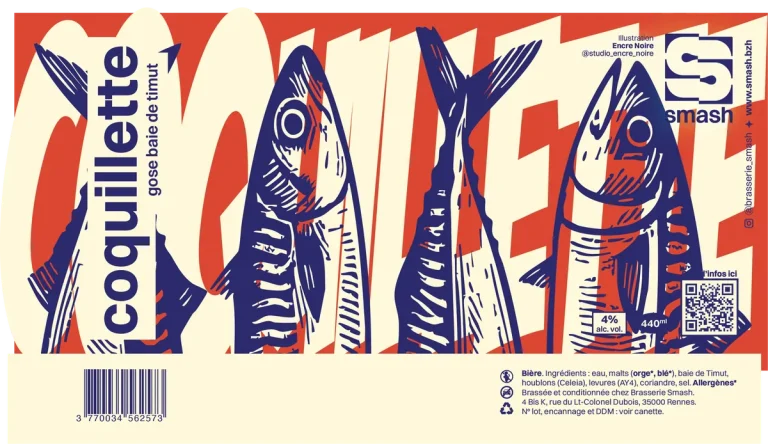 COQUILLETTE
coquillette
gose baie de timut
Illustration
Encre Noire
@studio_encre_noire
S
smash
@brasserie_smash + www.smash.bzh
+ d'infos ici
4%
alc. vol.
440ml
Bière. Ingrédients : eau, malts (orge*, blé*), baie de Timut,
houblons (Celeia), levures (AY4), coriandre, sel. Allergènes*
Brassée et conditionnée chez Brasserie Smash.
4 Bis K, rue du Lt-Colonel Dubois, 35000 Rennes.
N° lot, encannage et DDM : voir canette.
3 770034 562573